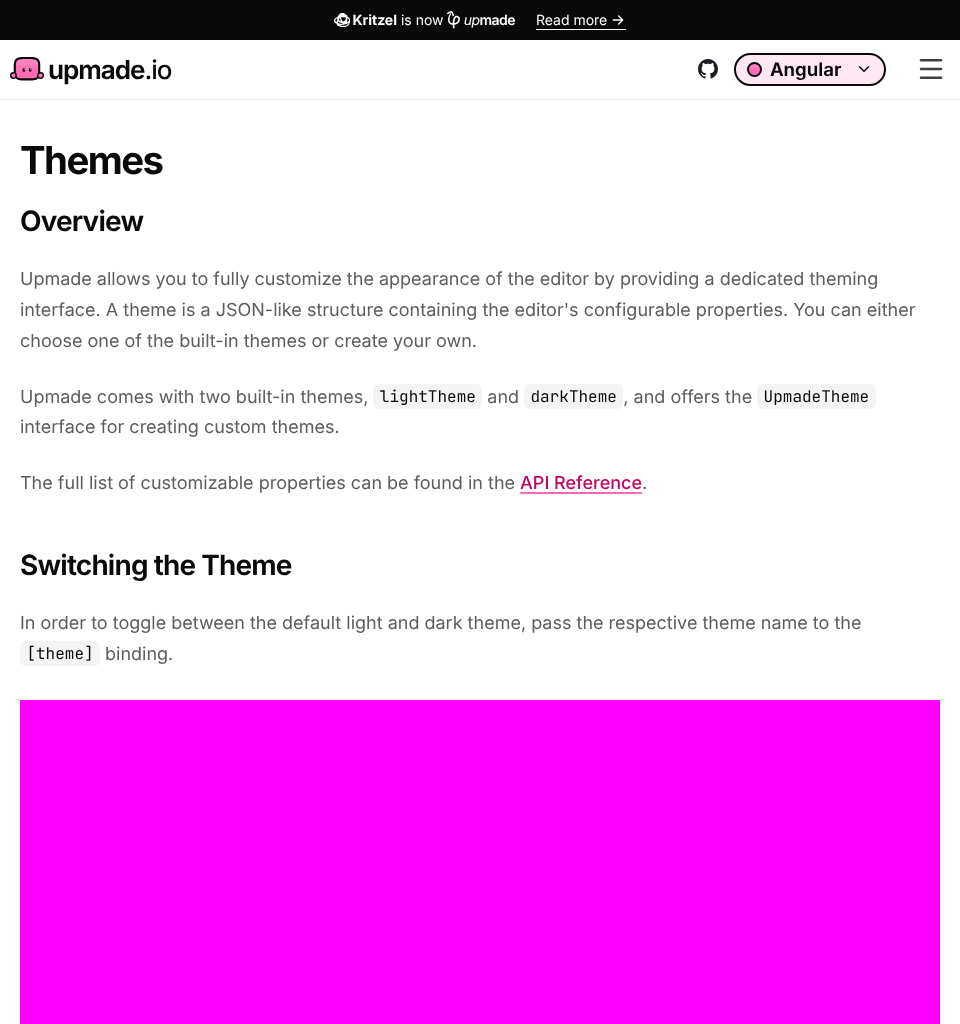 Kritzel is now upmade Read more →
upmade.io
Angular
Themes
Overview
Upmade allows you to fully customize the appearance of the editor by providing a dedicated theming
interface. A theme is a JSON-like structure containing the editor's configurable properties. You can either
choose one of the built-in themes or create your own.
Upmade comes with two built-in themes, lightTheme and darkTheme, and offers the UpmadeTheme
interface for creating custom themes.
The full list of customizable properties can be found in the API Reference.
Switching the Theme
In order to toggle between the default light and dark theme, pass the respective theme name to the
[theme] binding.